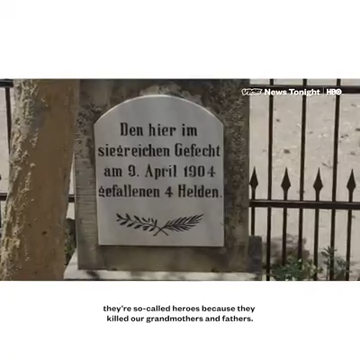 VICE News Tonight | HBO
Den hier im
siegreichen Gefecht
am 9. April 1904
gefallenen 4 Helden.
they're so-called heroes because they
killed our grandmothers and fathers.